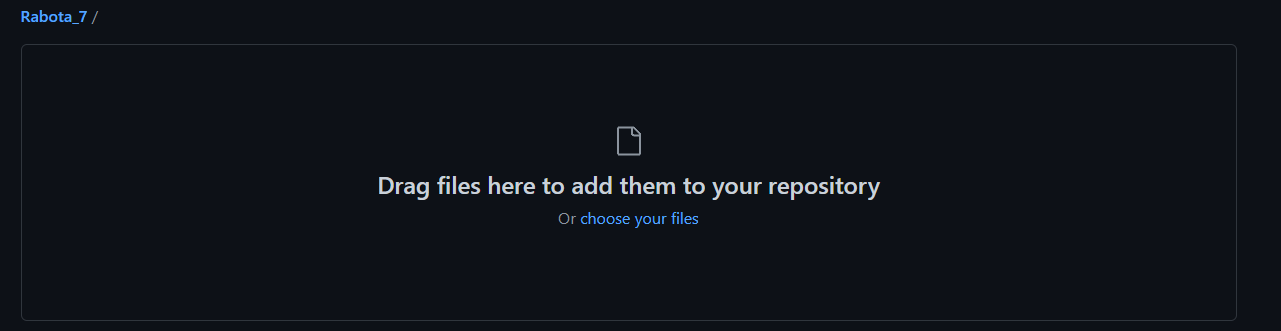 Rabota_7 /
Drag files here to add them to your repository
Or choose your files